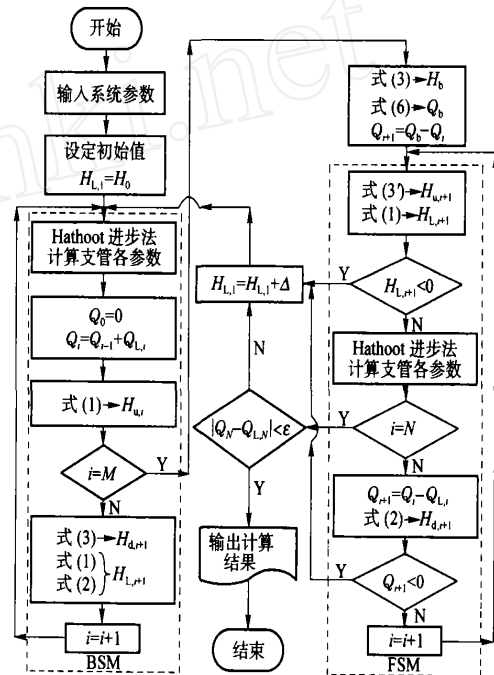 开始
输入系统参数
设定初始值
H_{L,1}=H_0
Hathoot 进步法
计算支管各参数
Q_0=0
Q_i=Q_{i-1}+Q_{L,i}
式 (1)→H_{u,i}
i=M
Y
N
式 (3)→H_{d,i+1}
式 (1)
式 (2)
} H_{L,i+1}
i=i+1
BSM
H_{L,1}=H_{L,1}+Δ
N
|Q_N−Q_{L,N}|<ε
Y
输出计算
结果
结束
式 (3)→H_b
式 (6)→Q_b
Q_{i+1}=Q_b−Q_i
式 (3′)→H_{u,i+1}
式 (1)→H_{L,i+1}
Y
H_{L,i+1}<0
N
Hathoot 进步法
计算支管各参数
Y
i=N
N
Q_{i+1}=Q_i−Q_{L,i}
式 (2)→H_{d,i+1}
Y
Q_{i+1}<0
N
i=i+1
FSM
nki.net